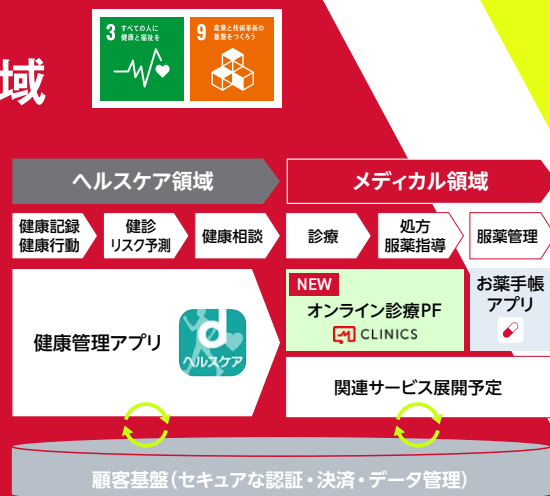 域
3 すべての人に
健康と福祉を
9 産業と技術革新の
基盤をつくろう
ヘルスケア領域
メディカル領域
健康記録
健康行動
健診
リスク予測
健康相談
診療
処方
服薬指導
服薬管理
健康管理アプリ
d
ヘルスケア
NEW
オンライン診療PF
CLINICS
お薬手帳
アプリ
関連サービス展開予定
顧客基盤(セキュアな認証・決済・データ管理)